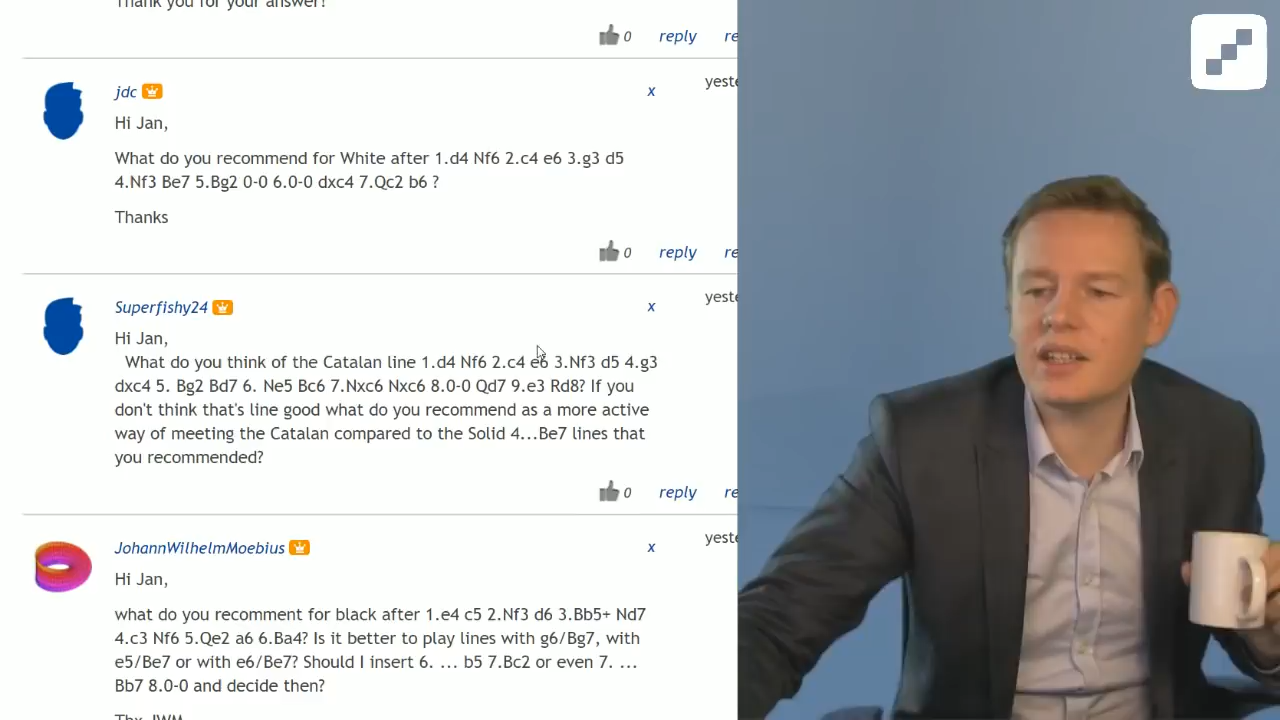 Thank you for your answer!
0 reply re
jdc x yeste
Hi Jan,
What do you recommend for White after 1.d4 Nf6 2.c4 e6 3.g3 d5
4.Nf3 Be7 5.Bg2 0-0 6.0-0 dxc4 7.Qc2 b6 ?
Thanks
0 reply re
Superfishy24 x yeste
Hi Jan,
What do you think of the Catalan line 1.d4 Nf6 2.c4 e6 3.Nf3 d5 4.g3
dxc4 5. Bg2 Bd7 6. Ne5 Bc6 7.Nxc6 Nxc6 8.0-0 Qd7 9.e3 Rd8? If you
don't think that's line good what do you recommend as a more active
way of meeting the Catalan compared to the Solid 4...Be7 lines that
you recommended?
0 reply re
JohannWilhelmMoebius x yeste
Hi Jan,
what do you recomment for black after 1.e4 c5 2.Nf3 d6 3.Bb5+ Nd7
4.c3 Nf6 5.Qe2 a6 6.Ba4? Is it better to play lines with g6/Bg7, with
e5/Be7 or with e6/Be7? Should I insert 6. ... b5 7.Bc2 or even 7. ...
Bb7 8.0-0 and decide then?
Thx JWM